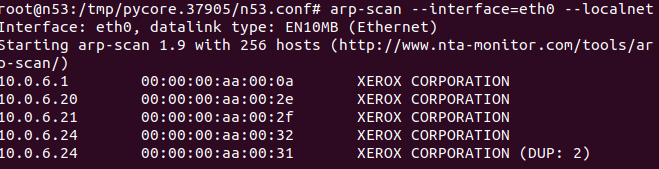 root@n53:/tmp/pycore.37905/n53.conf# arp-scan --interface=eth0 --localnet
Interface: eth0, datalink type: EN10MB (Ethernet)
Starting arp-scan 1.9 with 256 hosts (http://www.nta-monitor.com/tools/ar
p-scan/)
10.0.6.1 00:00:00:aa:00:0a XEROX CORPORATION
10.0.6.20 00:00:00:aa:00:2e XEROX CORPORATION
10.0.6.21 00:00:00:aa:00:2f XEROX CORPORATION
10.0.6.24 00:00:00:aa:00:32 XEROX CORPORATION
10.0.6.24 00:00:00:aa:00:31 XEROX CORPORATION (DUP: 2)